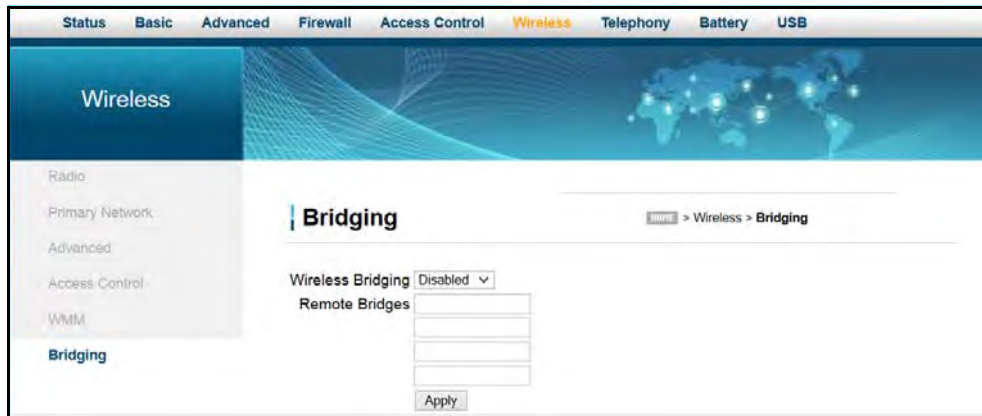 Status Basic Advanced Firewall Access Control Wireless Telephony Battery USB
Wireless
Radio
Primary Network
Advanced
Access Control
WMM
Bridging
Bridging
HOME > Wireless > Bridging
Wireless Bridging Disabled
Remote Bridges
Apply